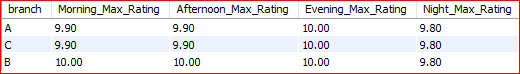 branch Morning_Max_Rating Afternoon_Max_Rating Evening_Max_Rating Night_Max_Rating
A 9.90 9.90 10.00 9.80
C 9.90 9.90 10.00 9.80
B 10.00 10.00 10.00 9.80